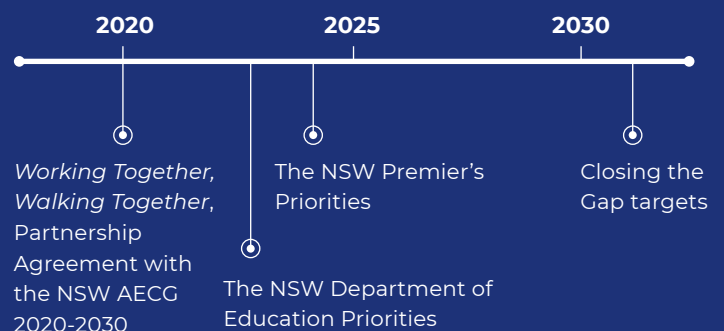 2020
2025
2030
Working Together,
Walking Together,
Partnership
Agreement with
the NSW AECG
2020-2030
The NSW Department of
Education Priorities
The NSW Premier’s
Priorities
Closing the
Gap targets